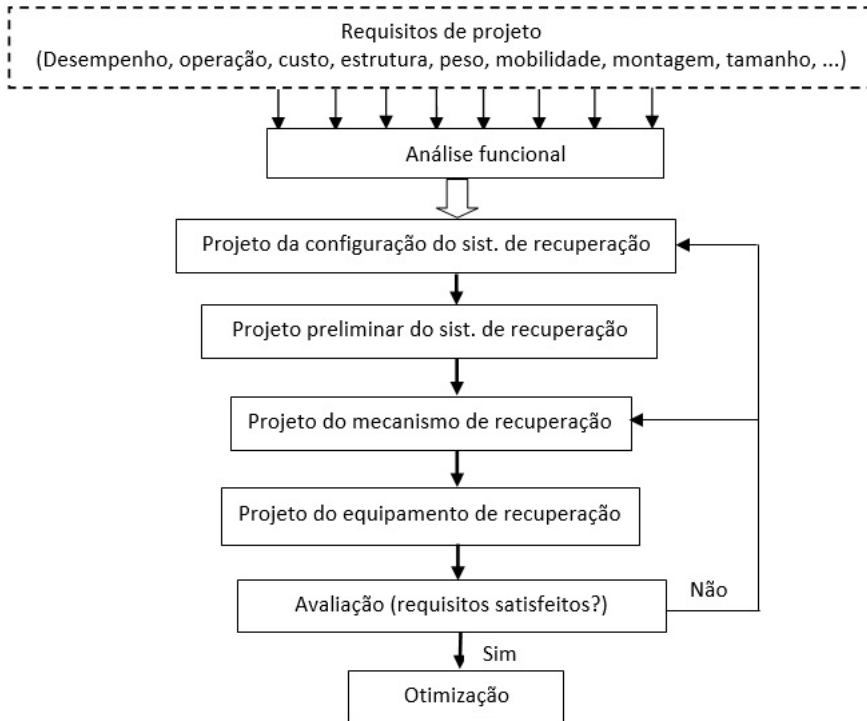 Requisitos de projeto
(Desempenho, operação, custo, estrutura, peso, mobilidade, montagem, tamanho, ...)
Análise funcional
Projeto da configuração do sist. de recuperação
Projeto preliminar do sist. de recuperação
Projeto do mecanismo de recuperação
Projeto do equipamento de recuperação
Avaliação (requisitos satisfeitos?)
Não
Sim
Otimização